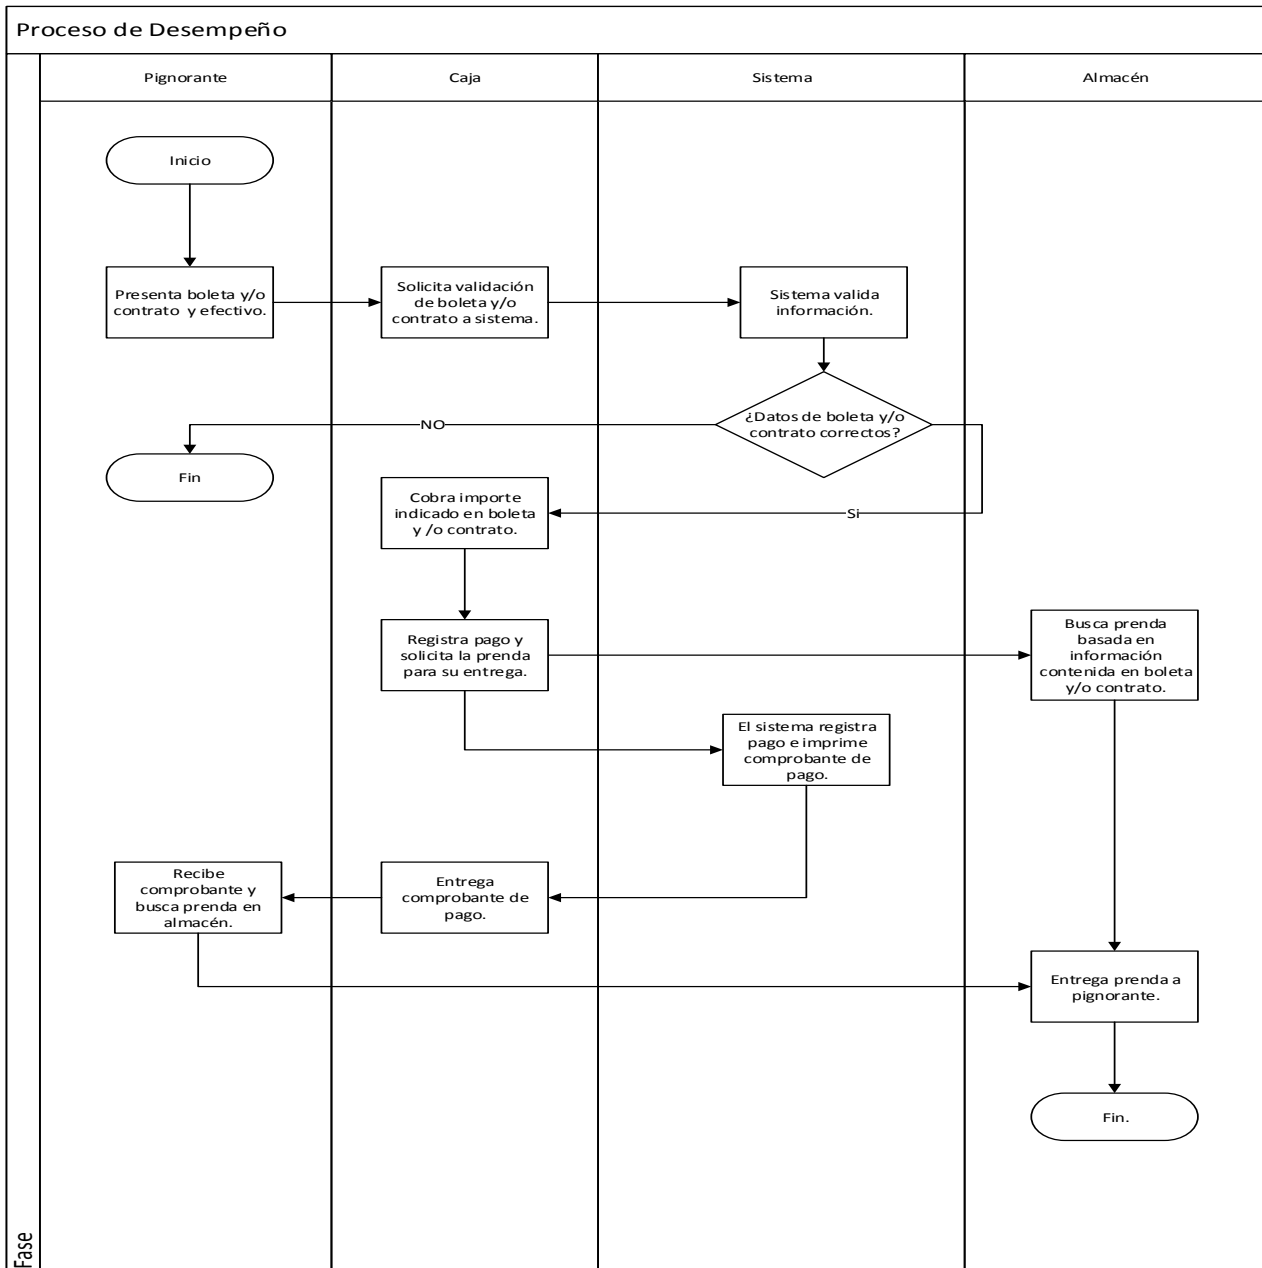 Proceso de Desempeño
Pignorante
Caja
Sistema
Almacén
Inicio
Presenta boleta y/o
contrato y efectivo.
Solicita validación
de boleta y/o
contrato a sistema.
Sistema valida
información.
¿Datos de boleta y/o
contrato correctos?
NO
Fin
Si
Cobra importe
indicado en boleta
y /o contrato.
Registra pago y
solicita la prenda
para su entrega.
Busca prenda
basada en
información
contenida en boleta
y/o contrato.
El sistema registra
pago e imprime
comprobante de
pago.
Entrega
comprobante de
pago.
Recibe
comprobante y
busca prenda en
almacén.
Entrega prenda a
pignorante.
Fin.
Fase